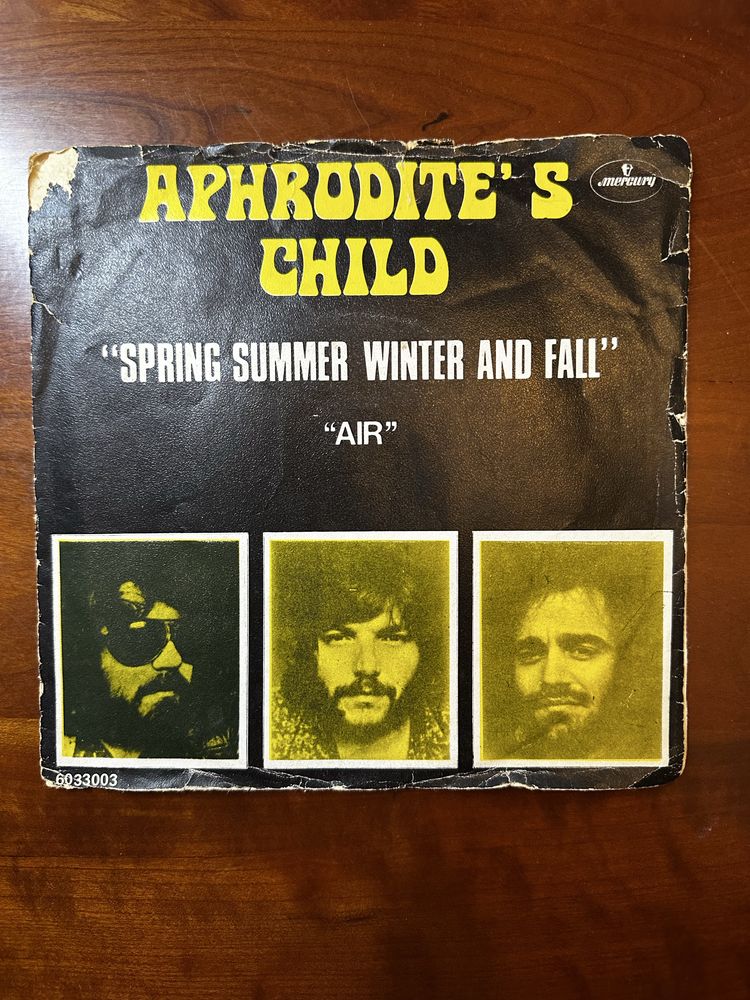 APHRODITE'S
mercury
CHILD
"SPRING SUMMER WINTER AND FALL"
"AIR"
6033003